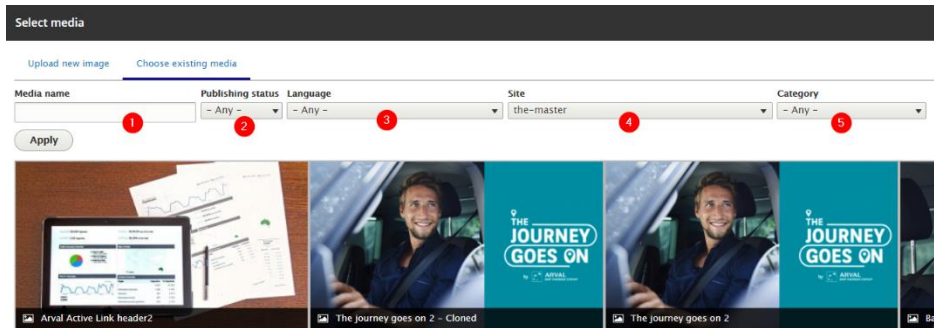 Select media
Upload new image
Choose existing media
Media name
Publishing status
Language
Site
Category
- Any -
- Any -
the-master
- Any -
1
2
3
4
5
Apply
THE
JOURNEY
GOES ON
by ARVAL
THE
JOURNEY
GOES ON
by ARVAL
Arval Active Link header2
The journey goes on 2 - Cloned
The journey goes on 2
Ba